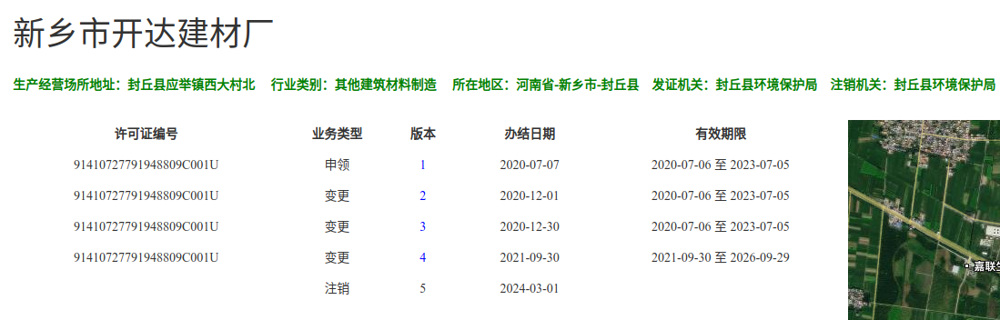 新乡市开达建材厂
生产经营场所地址：封丘县应举镇西大村北 行业类别：其他建筑材料制造 所在地区：河南省-新乡市-封丘县 发证机关：封丘县环境保护局 注销机关：封丘县环境保护局
许可证编号 业务类型 版本 办结日期 有效期限
91410727791948809C001U 申领 1 2020-07-07 2020-07-06 至 2023-07-05
91410727791948809C001U 变更 2 2020-12-01 2020-07-06 至 2023-07-05
91410727791948809C001U 变更 3 2020-12-30 2020-07-06 至 2023-07-05
91410727791948809C001U 变更 4 2021-09-30 2021-09-30 至 2026-09-29
嘉联生
注销 5 2024-03-01